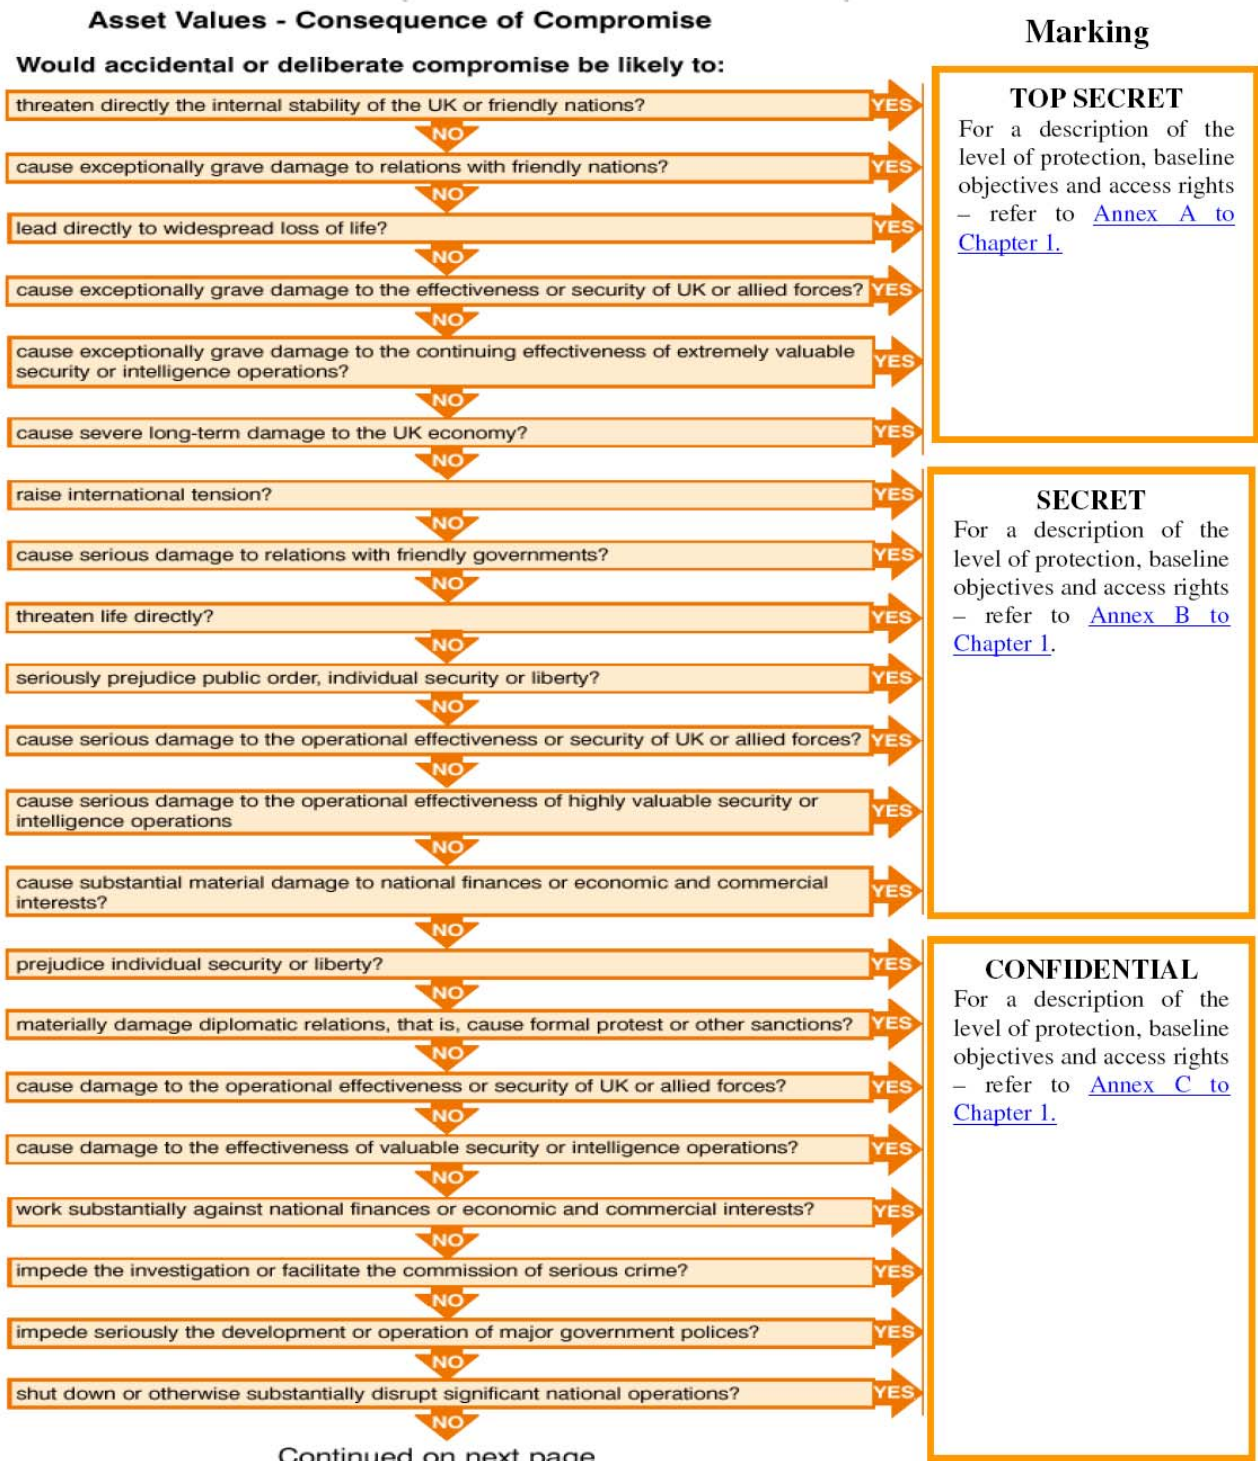 Asset Values - Consequence of Compromise
Marking
Would accidental or deliberate compromise be likely to:
threaten directly the internal stability of the UK or friendly nations?
YES
NO
cause exceptionally grave damage to relations with friendly nations?
YES
NO
lead directly to widespread loss of life?
YES
NO
cause exceptionally grave damage to the effectiveness or security of UK or allied forces?
YES
NO
cause exceptionally grave damage to the continuing effectiveness of extremely valuable
security or intelligence operations?
YES
NO
cause severe long-term damage to the UK economy?
YES
NO
TOP SECRET
For a description of the
level of protection, baseline
objectives and access rights
– refer to Annex A to
Chapter 1.
raise international tension?
YES
NO
cause serious damage to relations with friendly governments?
YES
NO
threaten life directly?
YES
NO
seriously prejudice public order, individual security or liberty?
YES
NO
cause serious damage to the operational effectiveness or security of UK or allied forces?
YES
NO
cause serious damage to the operational effectiveness of highly valuable security or
intelligence operations
YES
NO
cause substantial material damage to national finances or economic and commercial
interests?
YES
NO
SECRET
For a description of the
level of protection, baseline
objectives and access rights
– refer to Annex B to
Chapter 1.
prejudice individual security or liberty?
YES
NO
materially damage diplomatic relations, that is, cause formal protest or other sanctions?
YES
NO
cause damage to the operational effectiveness or security of UK or allied forces?
YES
NO
cause damage to the effectiveness of valuable security or intelligence operations?
YES
NO
work substantially against national finances or economic and commercial interests?
YES
NO
impede the investigation or facilitate the commission of serious crime?
YES
NO
impede seriously the development or operation of major government polices?
YES
NO
shut down or otherwise substantially disrupt significant national operations?
YES
NO
CONFIDENTIAL
For a description of the
level of protection, baseline
objectives and access rights
– refer to Annex C to
Chapter 1.
Continued on next page